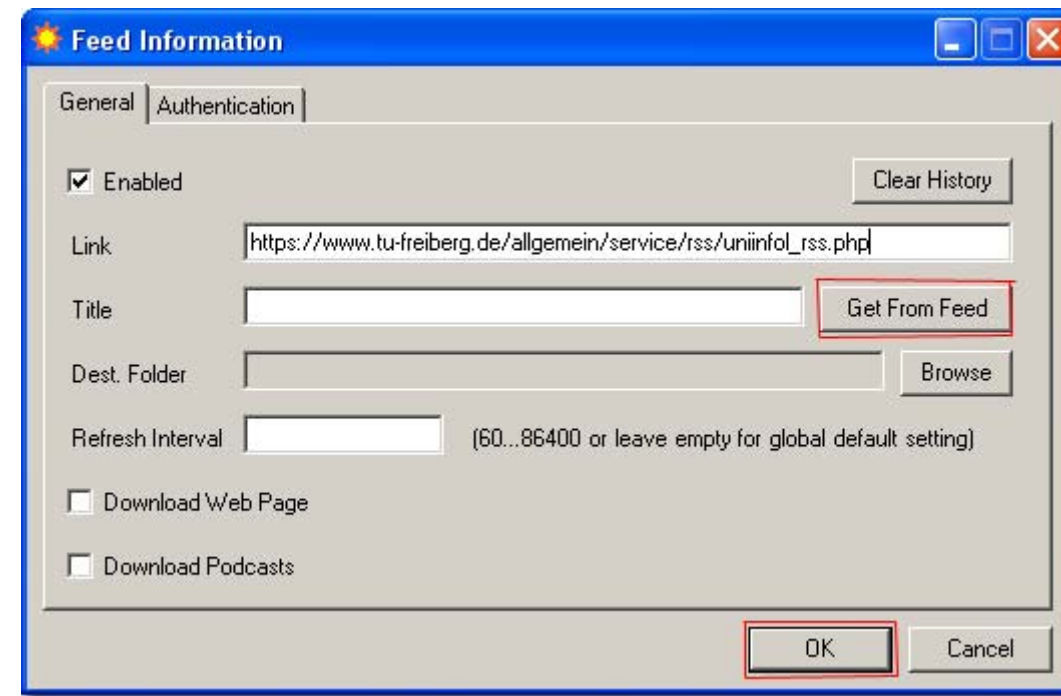 Feed Information
General Authentication
Enabled Clear History
Link https://www.tu-freiberg.de/allgemein/service/rss/uniinfol_rss.php
Title Get From Feed
Dest. Folder Browse
Refresh Interval (60...86400 or leave empty for global default setting)
Download Web Page
Download Podcasts
OK Cancel